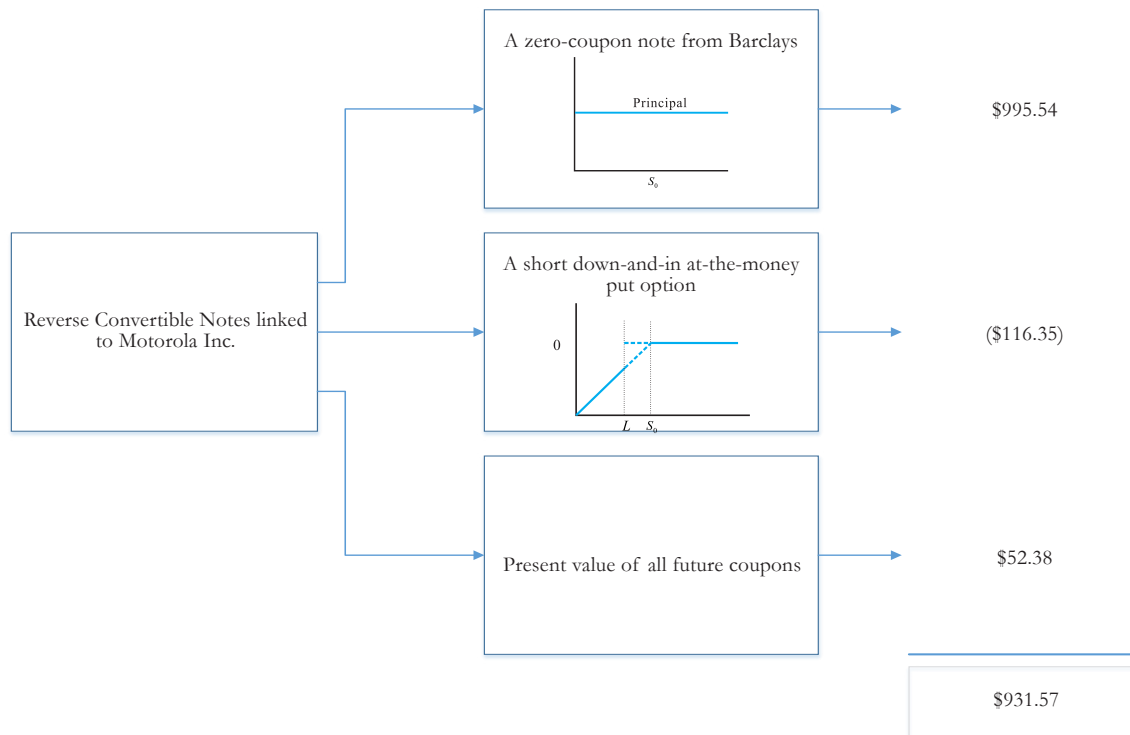 A zero-coupon note from Barclays
Principal
S₀
$995.54
Reverse Convertible Notes linked
to Motorola Inc.
A short down-and-in at-the-money
put option
0
L S₀
($116.35)
Present value of all future coupons
$52.38
$931.57